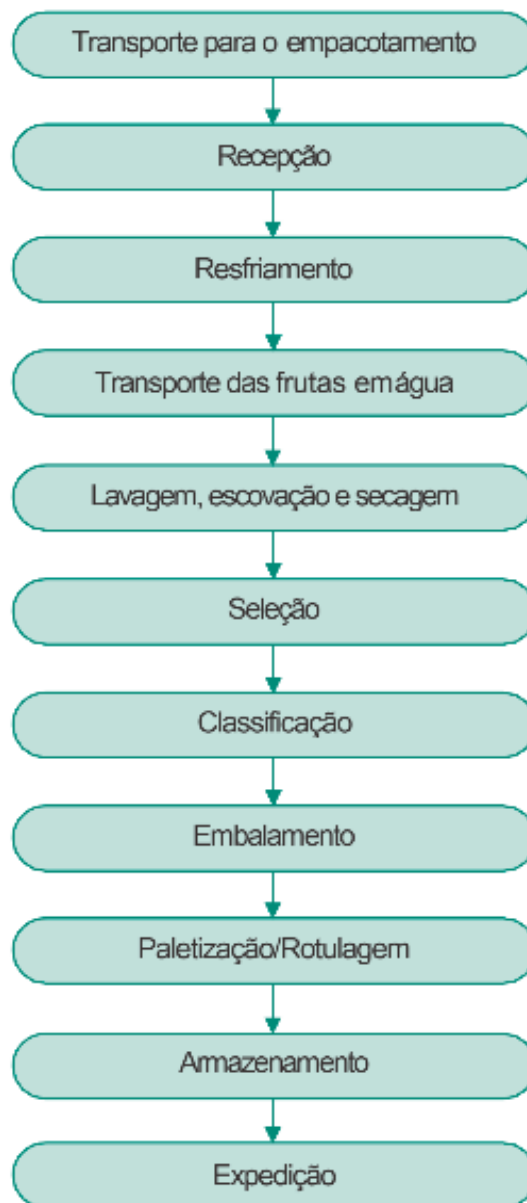 Transporte para o empacotamento
Recepção
Resfriamento
Transporte das frutas emágua
Lavagem, escovação e secagem
Seleção
Classificação
Embalamento
Paletização/Rotulagem
Armazenamento
Expedição